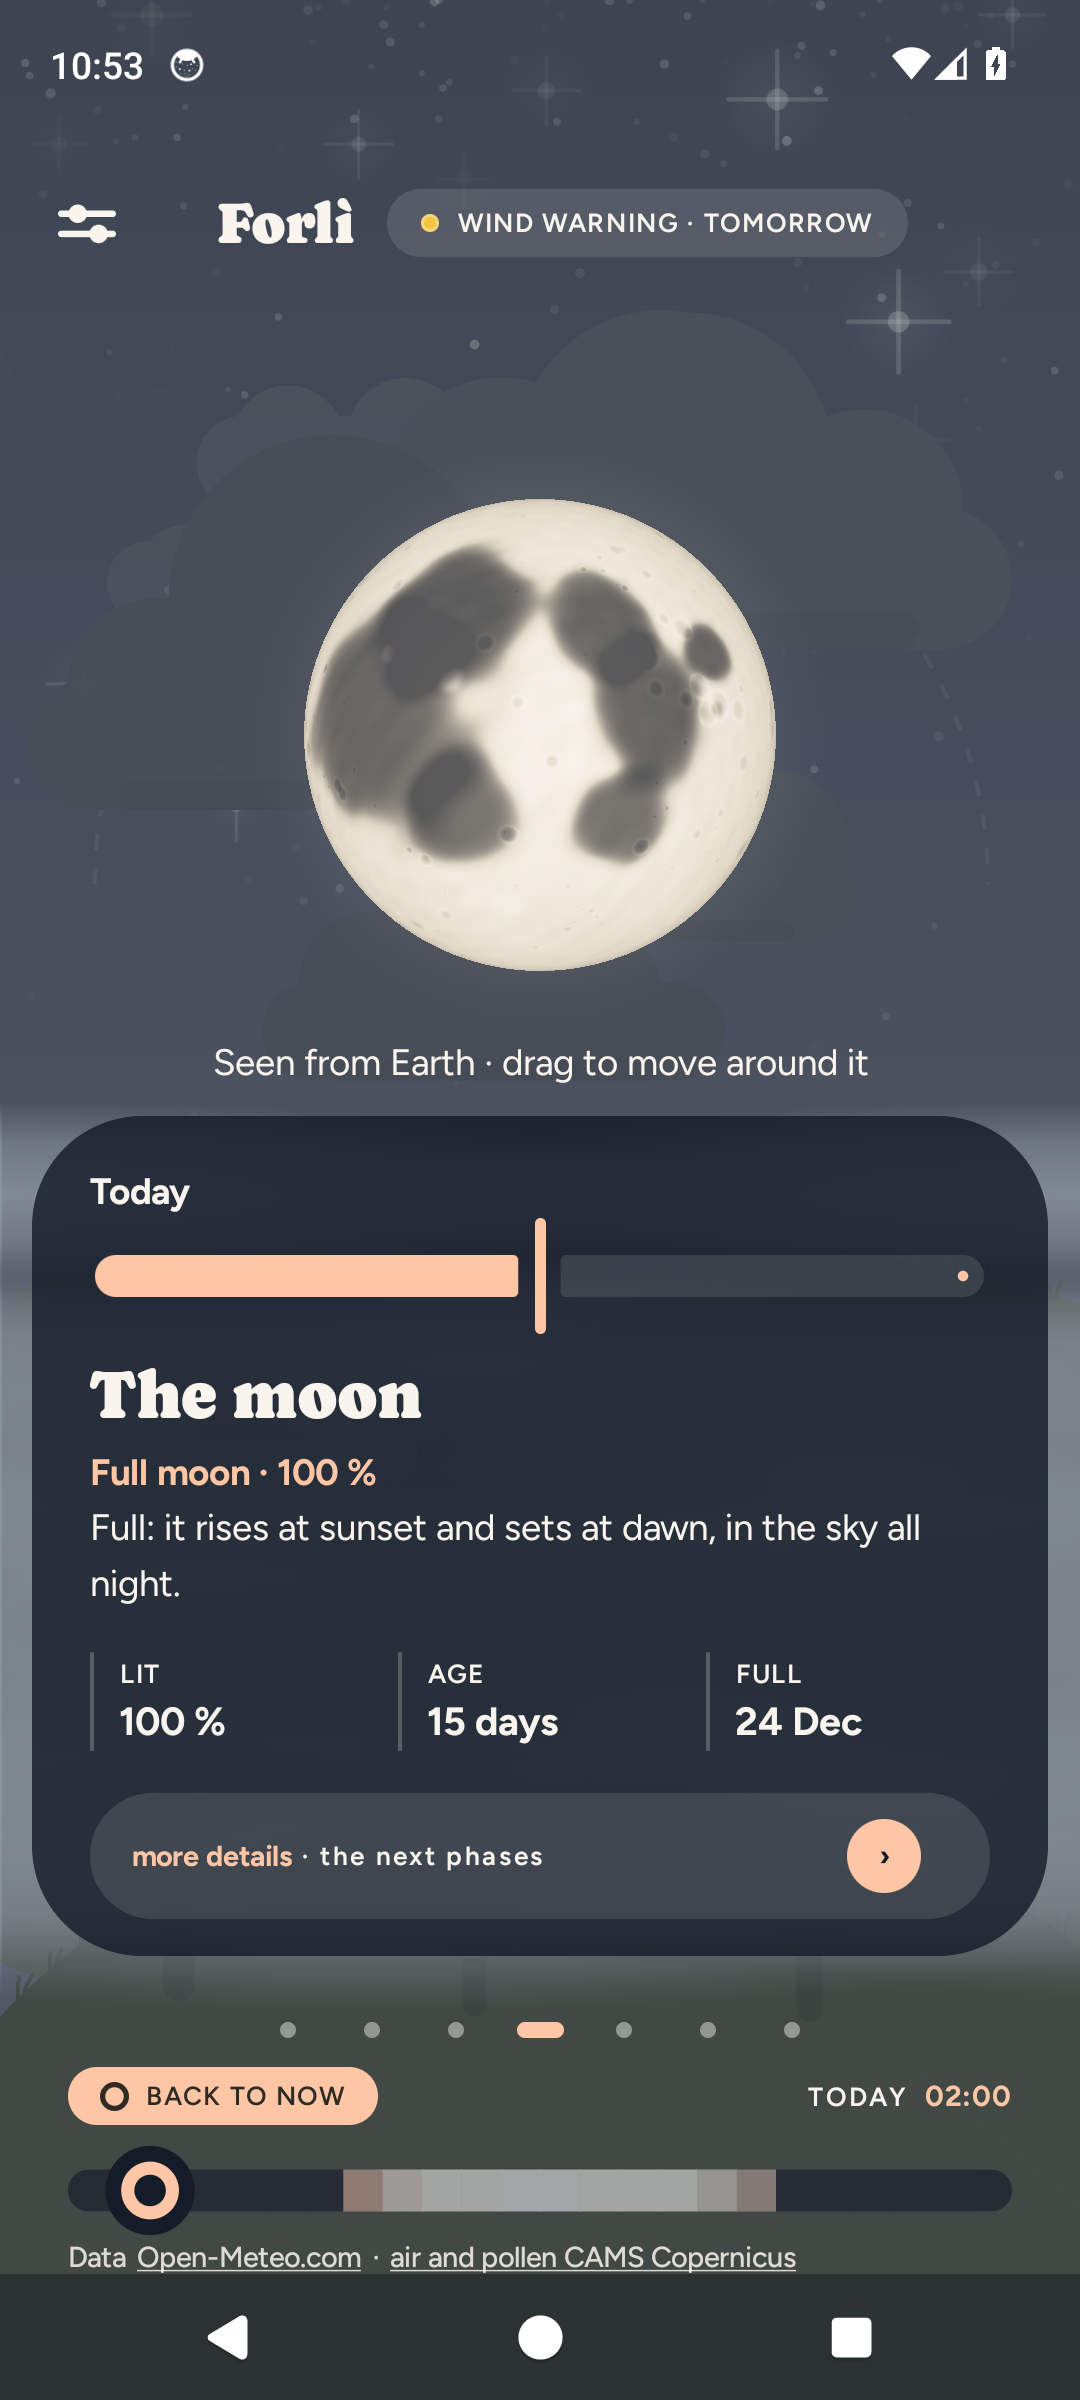 10:53
Forlì
WIND WARNING · TOMORROW
Seen from Earth · drag to move around it
Today
The moon
Full moon · 100 %
Full: it rises at sunset and sets at dawn, in the sky all
night.
LIT
100 %
AGE
15 days
FULL
24 Dec
more details · the next phases
BACK TO NOW
TODAY 02:00
Data Open-Meteo.com · air and pollen CAMS Copernicus